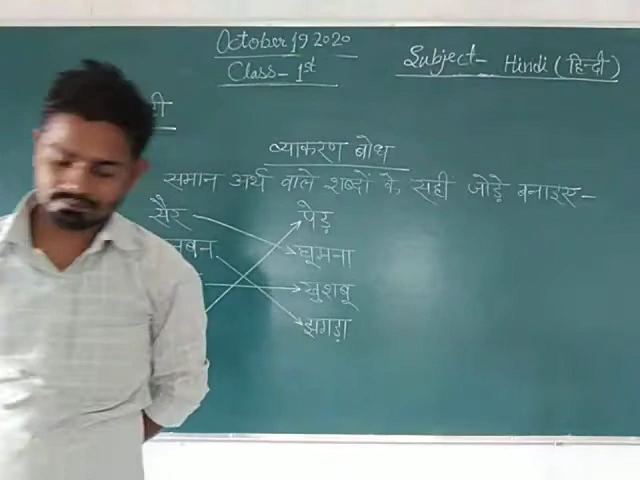 October 19 2020
Class- 1st
Subject- Hindi (हिन्दी)
व्याकरण बोध
समान अर्थ वाले शब्दों के सही जोड़े बनाइए-
सैर
पेड़
घूमना
खुशबू
झगड़ा